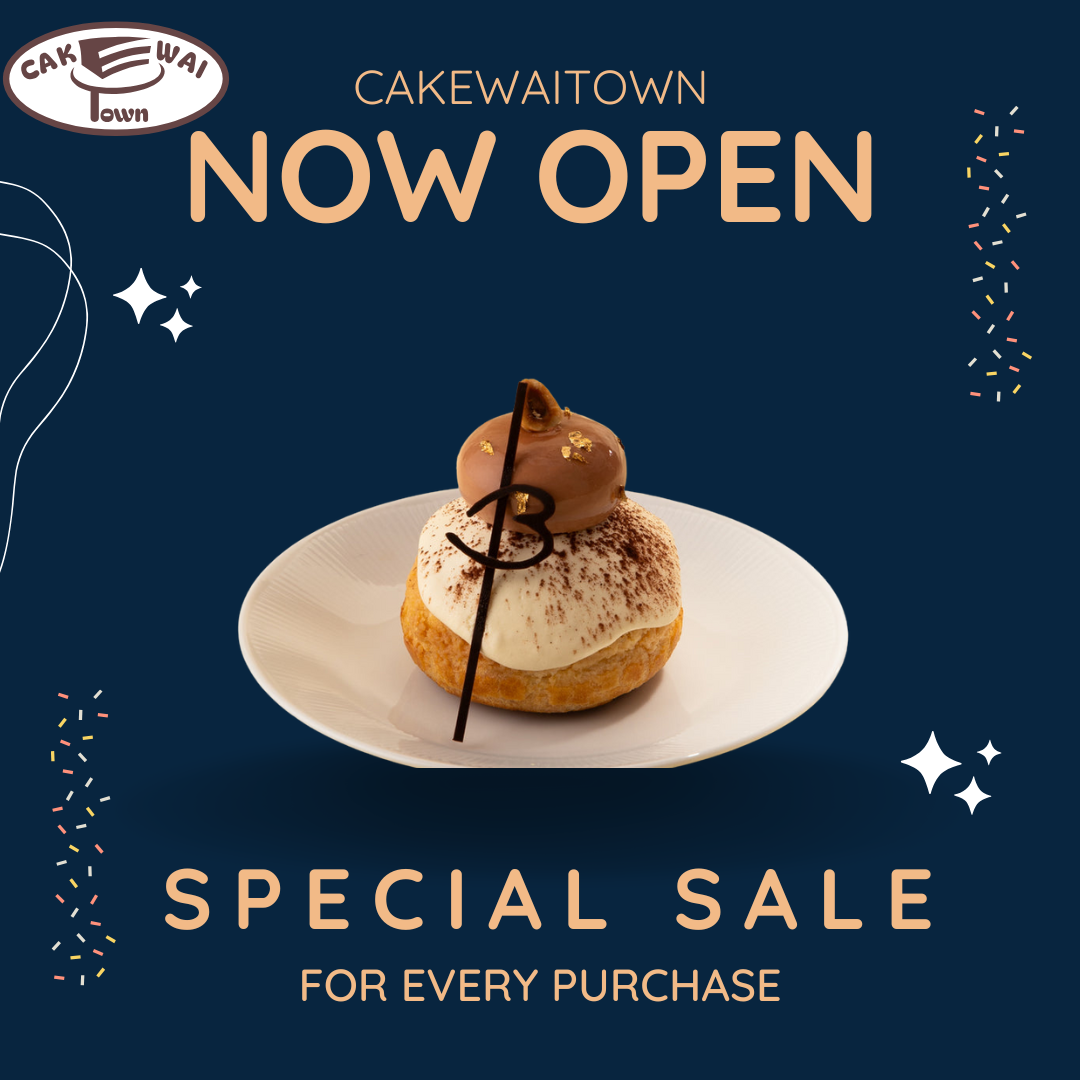 CAKEWAI
Town
CAKEWAITOWN
NOW OPEN
SPECIAL SALE
FOR EVERY PURCHASE